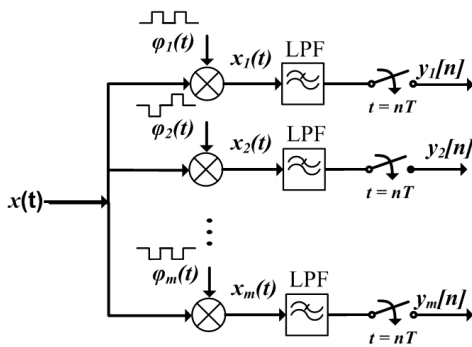 φ1(t) x1(t) LPF y1[n]
t = nT
φ2(t) x2(t) LPF y2[n]
t = nT
x(t)
φm(t) xm(t) LPF ym[n]
t = nT